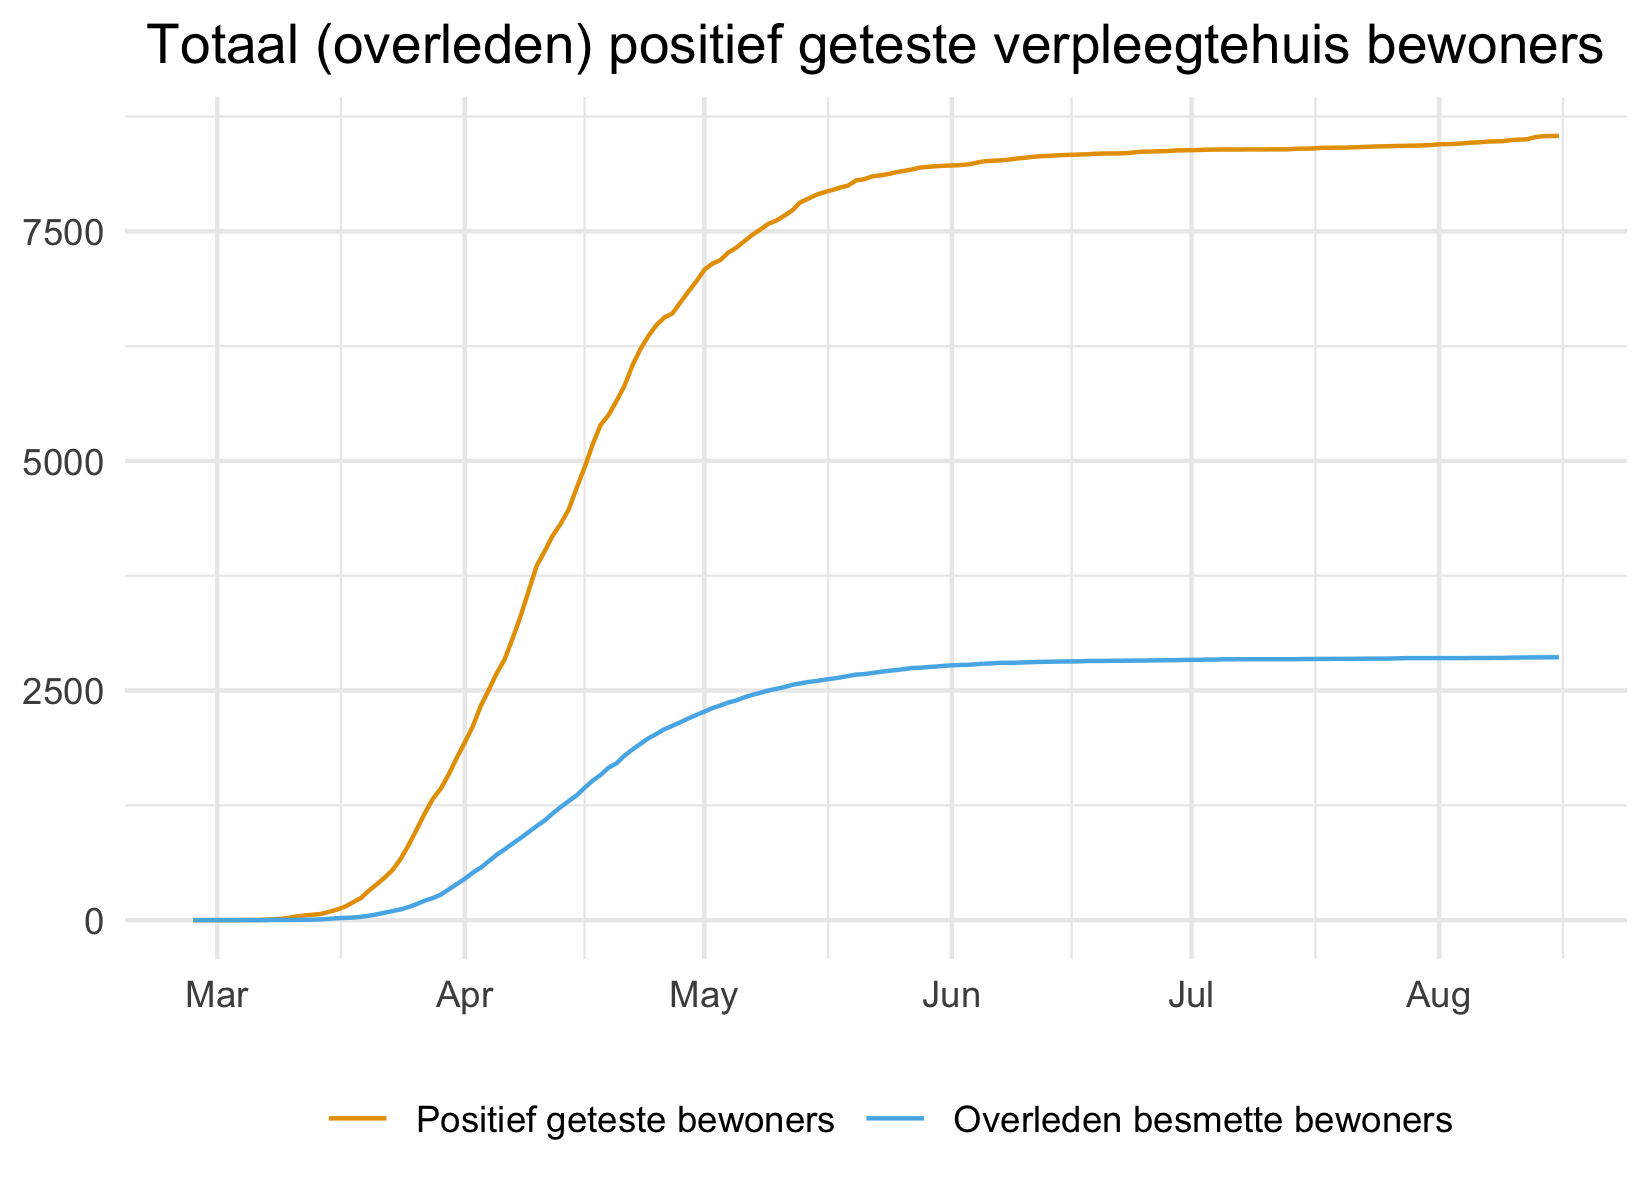 Totaal (overleden) positief geteste verpleegtehuis bewoners
7500
5000
2500
0
Mar Apr May Jun Jul Aug
Positief geteste bewoners Overleden besmette bewoners